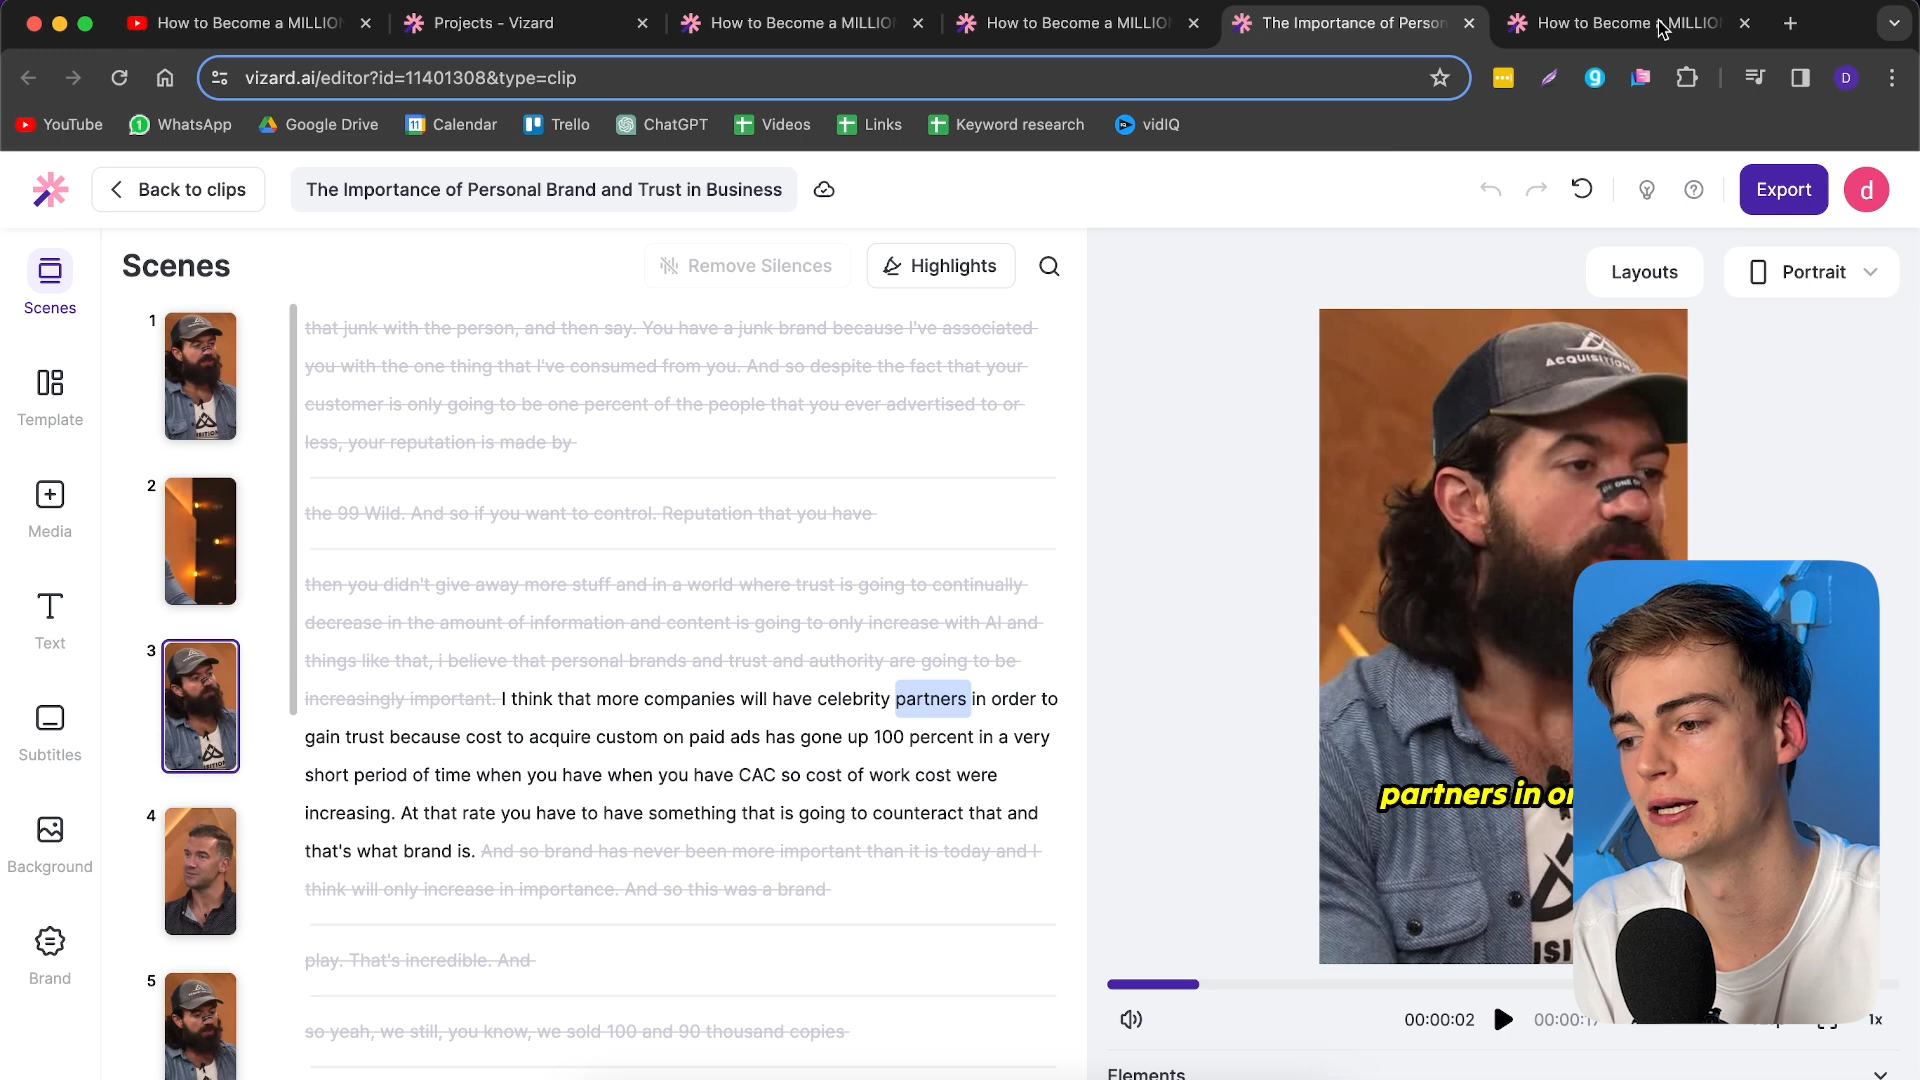 How to Become a MILLION
Projects - Vizard
How to Become a MILLION
How to Become a MILLION
The Importance of Person
How to Become a MILLIO
vizard.ai/editor?id=11401308&type=clip
D
YouTube
WhatsApp
Google Drive
Calendar
Trello
ChatGPT
Videos
Links
Keyword research
vidIQ
Back to clips
The Importance of Personal Brand and Trust in Business
Export
d
Scenes
Remove Silences
Highlights
Layouts
Portrait
Scenes
Template
Media
Text
Subtitles
Background
Brand
1
2
3
4
5
that junk with the person, and then say. You have a junk brand because I've associated
you with the one thing that I've consumed from you. And so despite the fact that your
customer is only going to be one percent of the people that you ever advertised to or
less, your reputation is made by
the 99 Wild. And so if you want to control. Reputation that you have
then you didn't give away more stuff and in a world where trust is going to continually
decrease in the amount of information and content is going to only increase with AI and
things like that, i believe that personal brands and trust and authority are going to be
increasingly important. I think that more companies will have celebrity partners in order to
gain trust because cost to acquire custom on paid ads has gone up 100 percent in a very
short period of time when you have when you have CAC so cost of work cost were
increasing. At that rate you have to have something that is going to counteract that and
that's what brand is. And so brand has never been more important than it is today and I
think will only increase in importance. And so this was a brand
play. That's incredible. And
so yeah, we still, you know, we sold 100 and 90 thousand copies
partners in or
00:00:02
00:00:17
1x
Elements